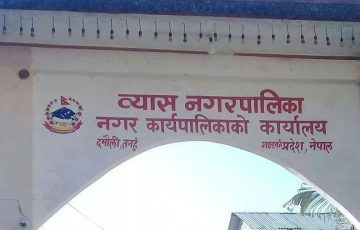 व्यास नगरपालिका
नगर कार्यपालिकाको कार्यालय
दमौली,तनहुँ गण्डकी प्रदेश, नेपाल